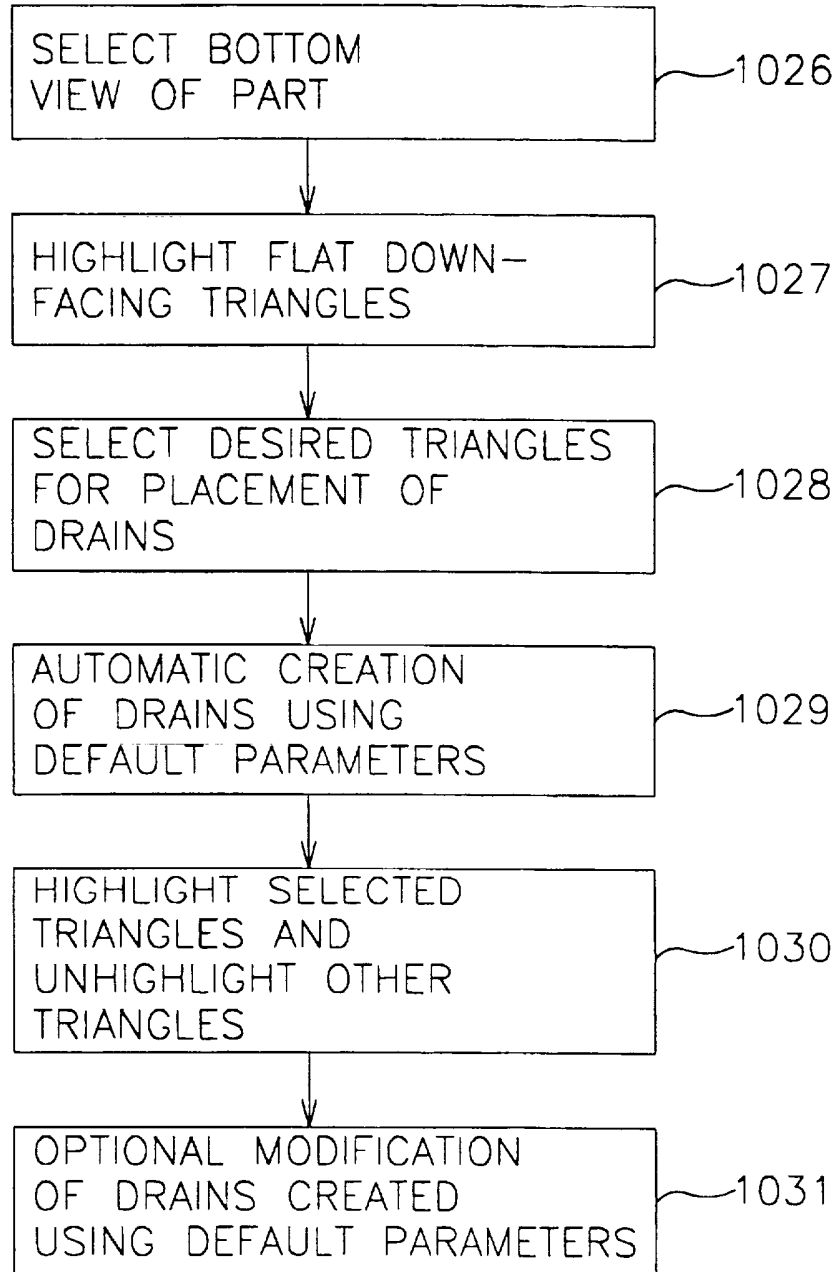 SELECT BOTTOM
VIEW OF PART
1026
HIGHLIGHT FLAT DOWN-
FACING TRIANGLES
1027
SELECT DESIRED TRIANGLES
FOR PLACEMENT OF
DRAINS
1028
AUTOMATIC CREATION
OF DRAINS USING
DEFAULT PARAMETERS
1029
HIGHLIGHT SELECTED
TRIANGLES AND
UNHIGHLIGHT OTHER
TRIANGLES
1030
OPTIONAL MODIFICATION
OF DRAINS CREATED
USING DEFAULT PARAMETERS
1031